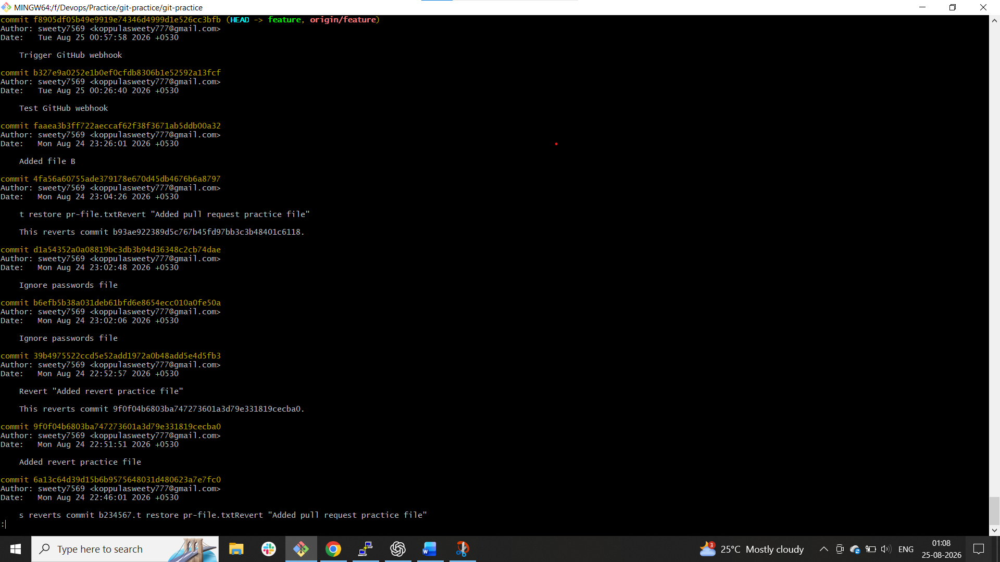 MINGW64:/f/Devops/Practice/git-practice/git-practice
commit f8905df05b49e9919e74346d4999d1e526cc3bfb (HEAD -> feature, origin/feature)
Author: sweety7569 <koppulasweety777@gmail.com>
Date:   Tue Aug 25 00:57:58 2026 +0530
Trigger GitHub webhook
commit b327e9a0252e1b0ef0cfdb8306b1e52592a13fcf
Author: sweety7569 <koppulasweety777@gmail.com>
Date:   Tue Aug 25 00:26:40 2026 +0530
Test GitHub webhook
commit faaea3b3ff722aeccaf62f38f3671ab5ddb00a32
Author: sweety7569 <koppulasweety777@gmail.com>
Date:   Mon Aug 24 23:26:01 2026 +0530
Added file B
commit 4fa56a60755ade379178e670d45db4676b6a8797
Author: sweety7569 <koppulasweety777@gmail.com>
Date:   Mon Aug 24 23:04:26 2026 +0530
t restore pr-file.txtRevert "Added pull request practice file"
This reverts commit b93ae922389d5c767b45fd97bb3c3b48401c6118.
commit d1a54352a0a08819bc3db3b94d36348c2cb74dae
Author: sweety7569 <koppulasweety777@gmail.com>
Date:   Mon Aug 24 23:02:48 2026 +0530
Ignore passwords file
commit b6efb5b38a031deb61bfd6e8654ecc010a0fe50a
Author: sweety7569 <koppulasweety777@gmail.com>
Date:   Mon Aug 24 23:02:06 2026 +0530
Ignore passwords file
commit 39b4975522ccd5e52add1972a0b48add5e4d5fb3
Author: sweety7569 <koppulasweety777@gmail.com>
Date:   Mon Aug 24 22:52:57 2026 +0530
Revert "Added revert practice file"
This reverts commit 9f0f04b6803ba747273601a3d79e331819cecba0.
commit 9f0f04b6803ba747273601a3d79e331819cecba0
Author: sweety7569 <koppulasweety777@gmail.com>
Date:   Mon Aug 24 22:51:51 2026 +0530
Added revert practice file
commit 6a13c64d39d15b6b9575648031d480623a7e7fc0
Author: sweety7569 <koppulasweety777@gmail.com>
Date:   Mon Aug 24 22:46:01 2026 +0530
s reverts commit b234567.t restore pr-file.txtRevert "Added pull request practice file"
:
Type here to search
3
25°C Mostly cloudy
ENG
01:08
25-08-2026